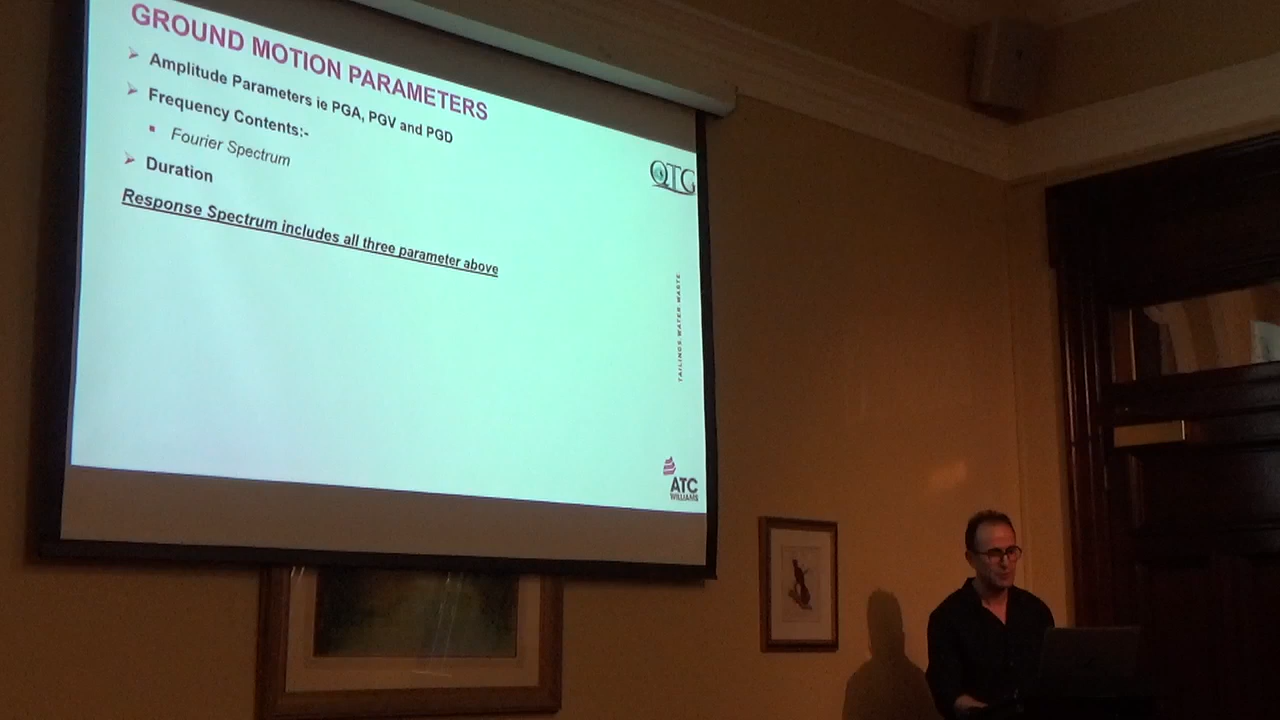 GROUND MOTION PARAMETERS
Amplitude Parameters ie PGA, PGV and PGD
Frequency Contents:-
Fourier Spectrum
Duration
Response Spectrum includes all three parameter above
QTG
TAILINGS WATER WASTE
ATC
WILLIAMS